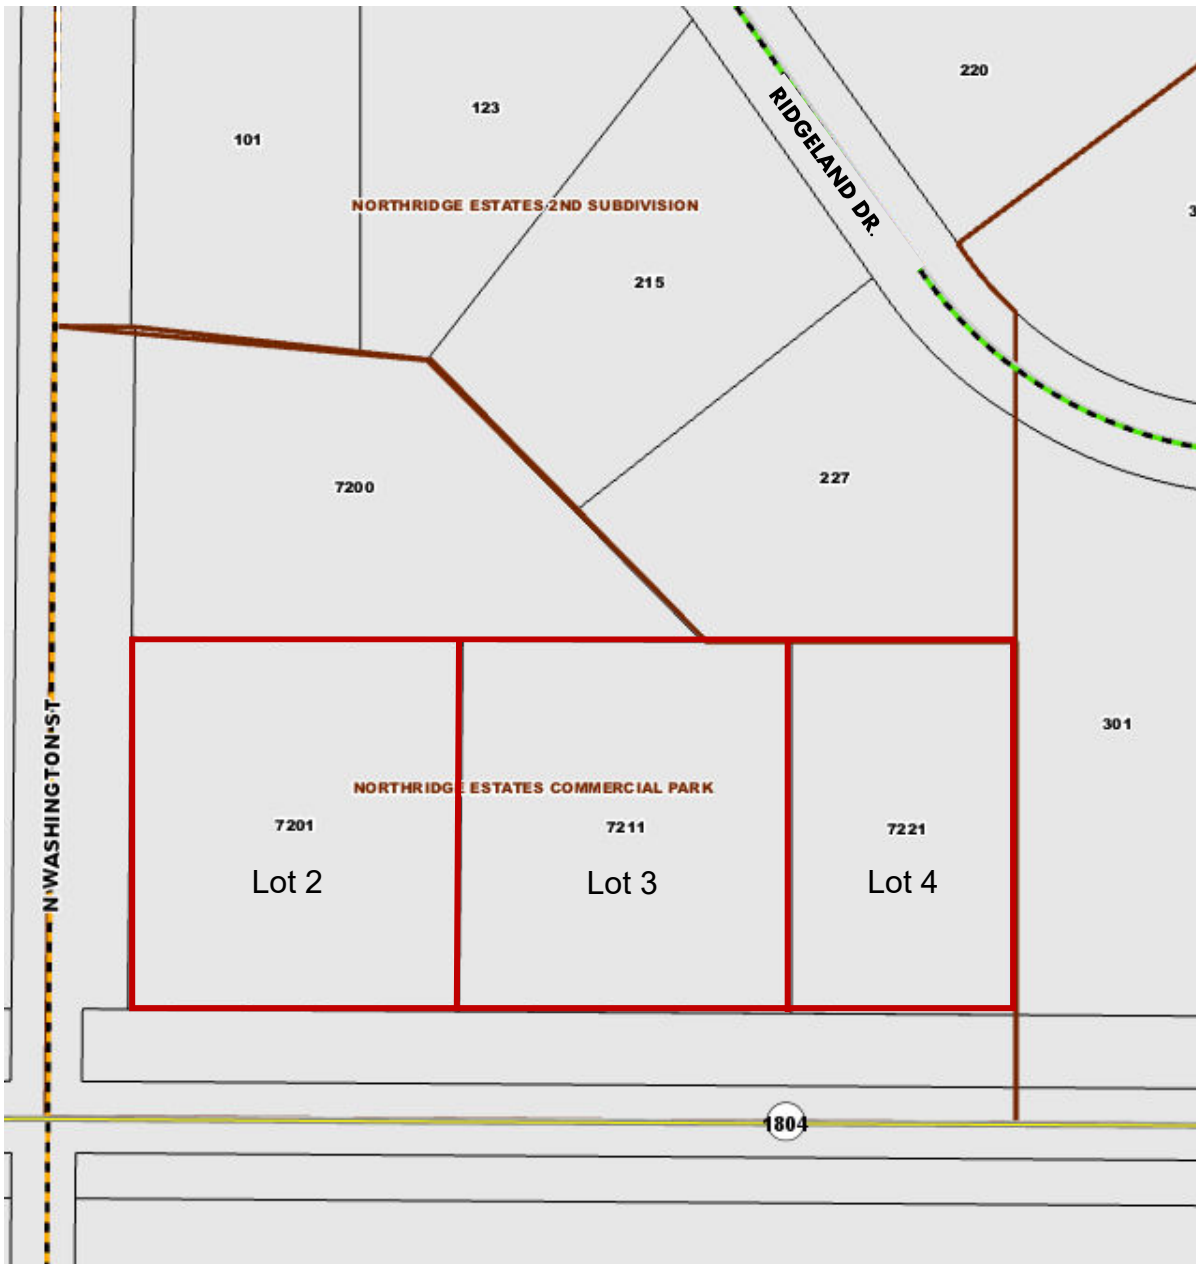 220
123
101
RIDGELAND DR.
NORTHRIDGE ESTATES 2ND SUBDIVISION
3
215
227
7200
N WASHINGTON ST
301
NORTHRIDGE ESTATES COMMERCIAL PARK
7201
7211
7221
Lot 2
Lot 3
Lot 4
1804